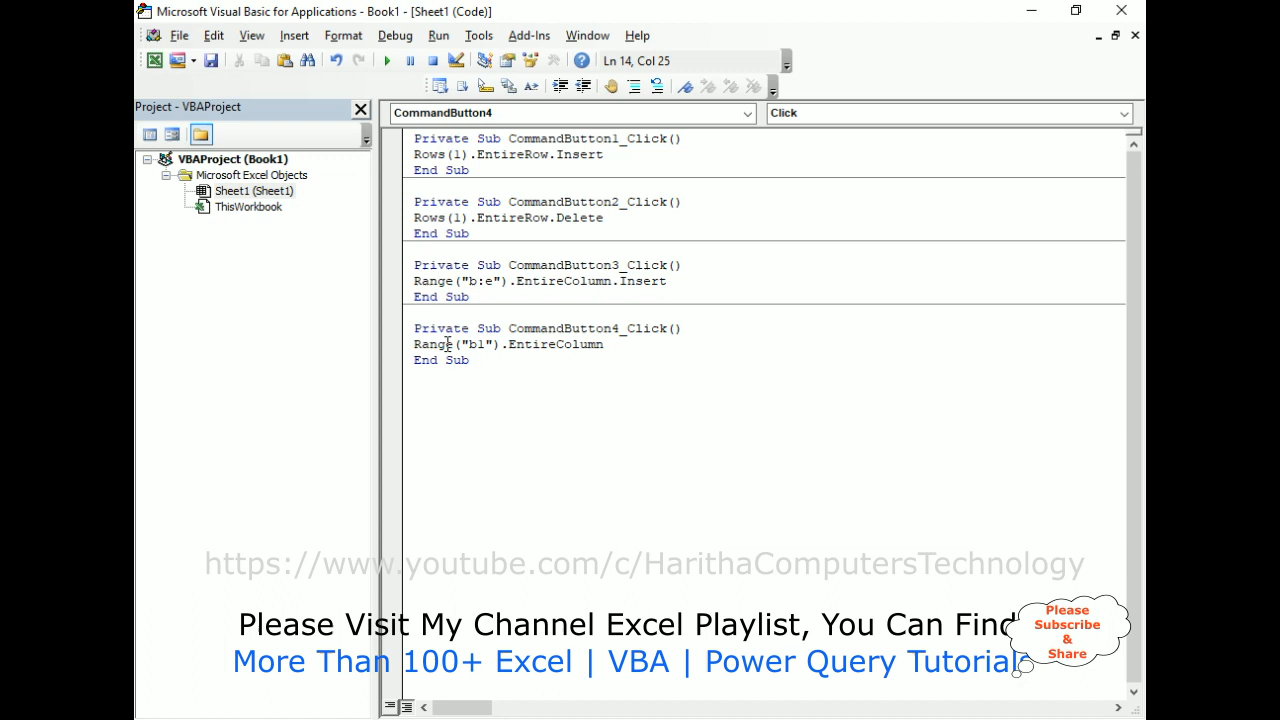 Microsoft Visual Basic for Applications - Book1 - [Sheet1 (Code)]
File Edit View Insert Format Debug Run Tools Add-Ins Window Help
Ln 14, Col 25
Project - VBAProject
CommandButton4 Click
VBAProject (Book1)
Microsoft Excel Objects
Sheet1 (Sheet1)
ThisWorkbook
Private Sub CommandButton1_Click()
Rows(1).EntireRow.Insert
End Sub
Private Sub CommandButton2_Click()
Rows(1).EntireRow.Delete
End Sub
Private Sub CommandButton3_Click()
Range("b:e").EntireColumn.Insert
End Sub
Private Sub CommandButton4_Click()
Range("b1").EntireColumn
End Sub
https://www.youtube.com/c/HarithaComputersTechnology
Please Visit My Channel Excel Playlist, You Can Find
More Than 100+ Excel | VBA | Power Query Tutorials
Please
Subscribe
&
Share